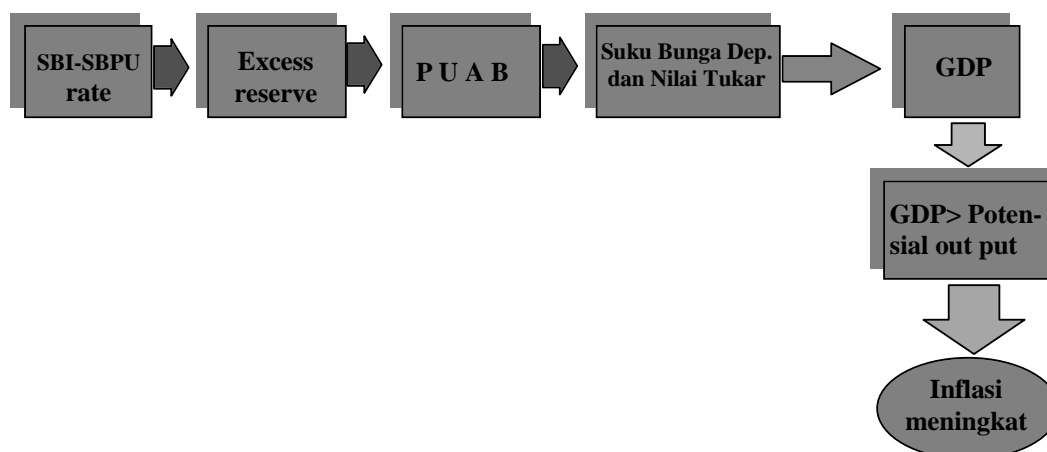 SBI-SBPU
rate
Excess
reserve
P U A B
Suku Bunga Dep.
dan Nilai Tukar
GDP
GDP> Poten-
sial out put
Inflasi
meningkat